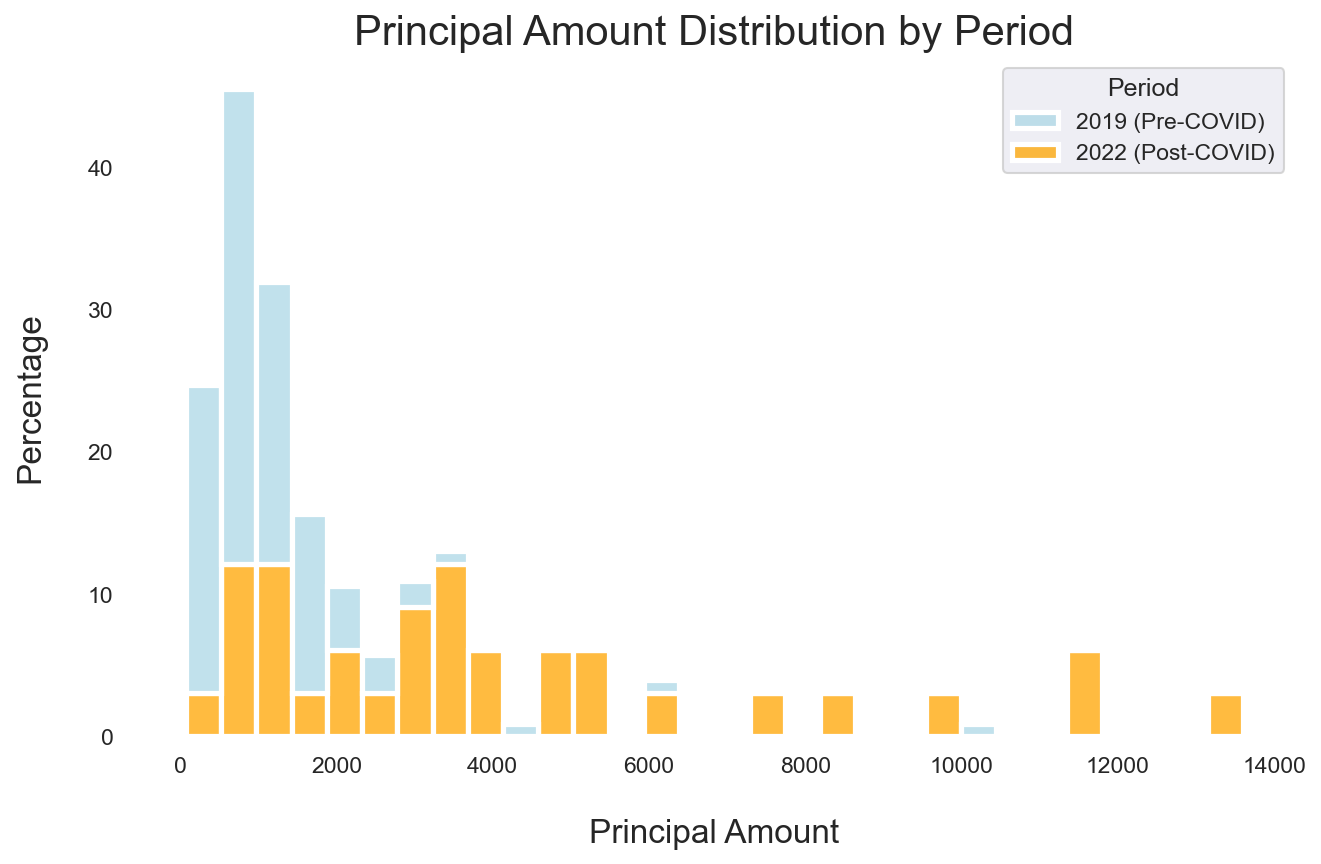 Principal Amount Distribution by Period
Period
2019 (Pre-COVID)
2022 (Post-COVID)
Percentage
40
30
20
10
0
0 2000 4000 6000 8000 10000 12000 14000
Principal Amount